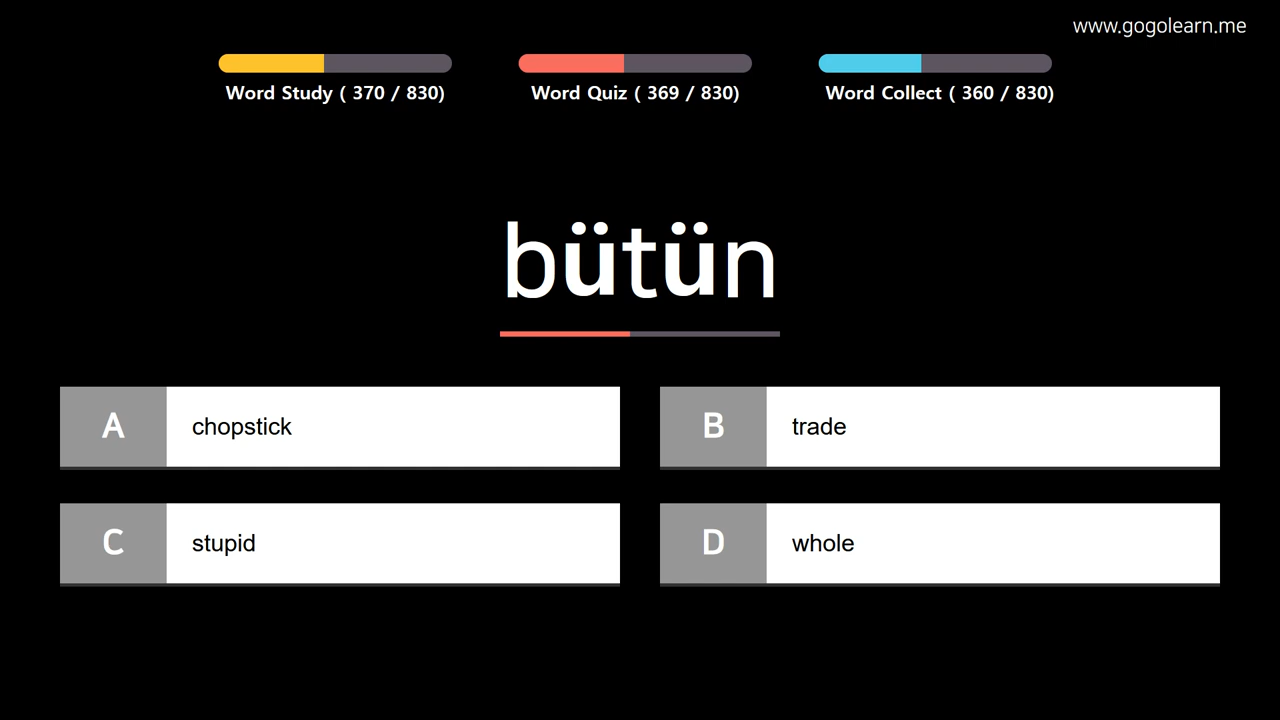 www.gogolearn.me
Word Study ( 370 / 830)
Word Quiz ( 369 / 830)
Word Collect ( 360 / 830)
bütün
A chopstick
B trade
C stupid
D whole